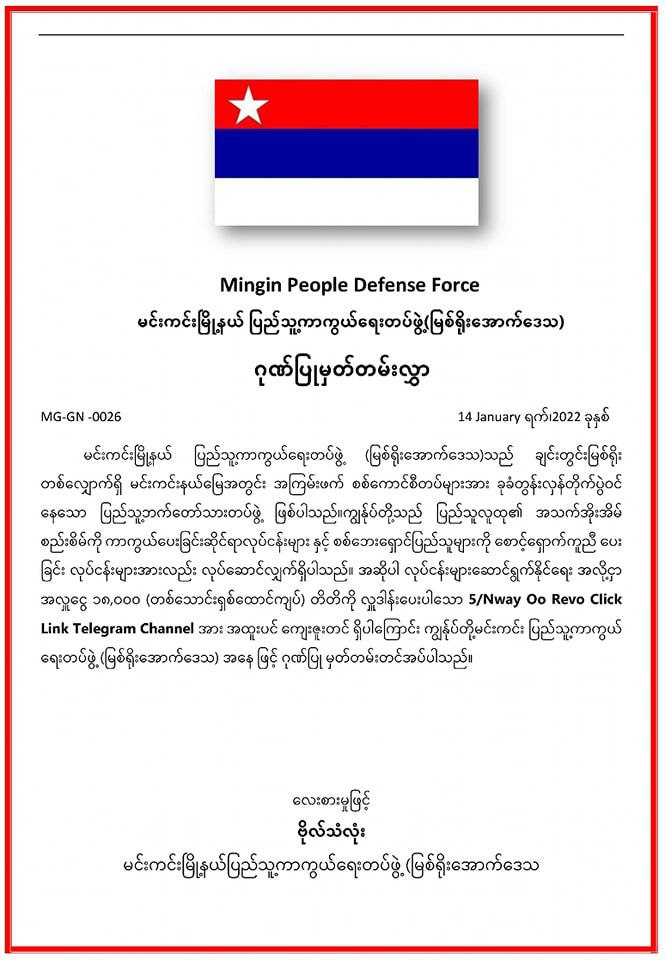 Mingin People Defense Force
မင်းကင်းမြို့နယ် ပြည်သူ့ကာကွယ်ရေးတပ်ဖွဲ့(မြစ်ရိုးအောက်ဒေသ)
ဂုဏ်ပြုမှတ်တမ်းလွှာ
MG-GN -0026
14 January ရက်၊2022 ခုနှစ်
မင်းကင်းမြို့နယ် ပြည်သူ့ကာကွယ်ရေးတပ်ဖွဲ့ (မြစ်ရိုးအောက်ဒေသ)သည် ချင်းတွင်းမြစ်ရိုး
တစ်လျှောက်ရှိ မင်းကင်းနယ်မြေအတွင်း အကြမ်းဖက် စစ်ကောင်စီတပ်များအား ခုခံတွန်းလှန်တိုက်ပွဲဝင်
နေသော ပြည်သူ့ဘက်တော်သားတပ်ဖွဲ့ ဖြစ်ပါသည်။ကျွန်ုပ်တို့သည် ပြည်သူလူထု၏ အသက်အိုးအိမ်
စည်းစိမ်ကို ကာကွယ်ပေးခြင်းဆိုင်ရာလုပ်ငန်းများ နှင့် စစ်ဘေးရှောင်ပြည်သူများကို စောင့်ရှောက်ကူညီ ပေး
ခြင်း လုပ်ငန်းများအားလည်း လုပ်ဆောင်လျှက်ရှိပါသည်။ အဆိုပါ လုပ်ငန်းများဆောင်ရွက်နိုင်ရေး အလို့ငှာ
အလှူငွေ ၁၈,၀၀၀ (တစ်သောင်းရှစ်ထောင်ကျပ်) တိတိကို လှူဒါန်းပေးပါသော 5/Nway Oo Revo Click
Link Telegram Channel အား အထူးပင် ကျေးဇူးတင် ရှိပါကြောင်း ကျွန်ုပ်တို့မင်းကင်း ပြည်သူ့ကာကွယ်
ရေးတပ်ဖွဲ့ (မြစ်ရိုးအောက်ဒေသ) အနေ ဖြင့် ဂုဏ်ပြု မှတ်တမ်းတင်အပ်ပါသည်။
လေးစားမှုဖြင့်
ဗိုလ်သံလုံး
မင်းကင်းမြို့နယ်ပြည်သူ့ကာကွယ်ရေးတပ်ဖွဲ့ (မြစ်ရိုးအောက်ဒေသ